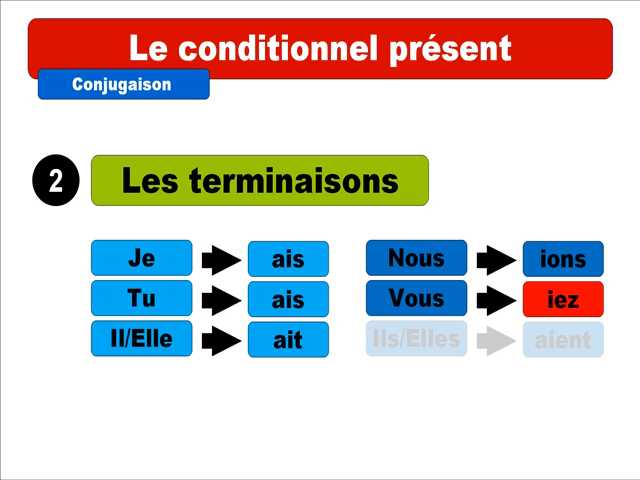 Le conditionnel présent
Conjugaison
2 Les terminaisons
Je ais Nous ions
Tu ais Vous iez
Il/Elle ait Ils/Elles aient